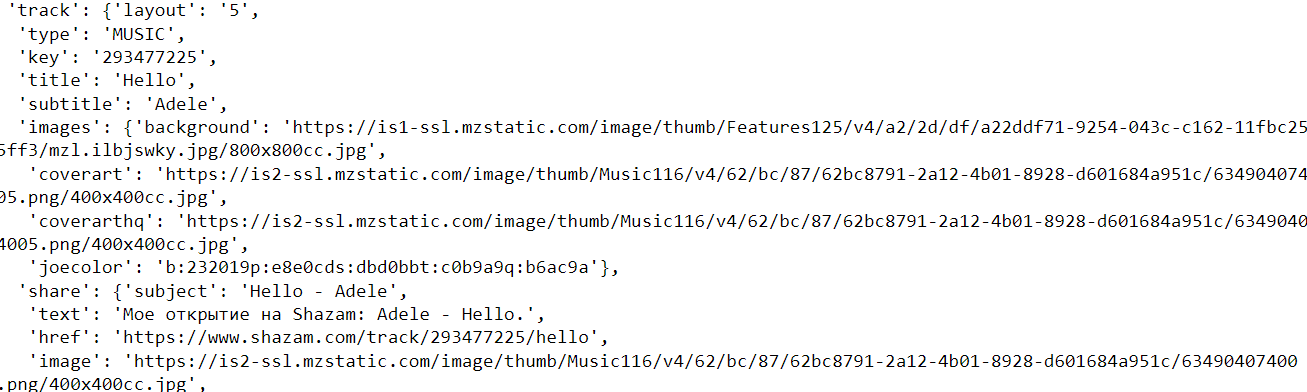 'track': {'layout': '5',
'type': 'MUSIC',
'key': '293477225',
'title': 'Hello',
'subtitle': 'Adele',
'images': {'background': 'https://is1-ssl.mzstatic.com/image/thumb/Features125/v4/a2/2d/df/a22ddf71-9254-043c-c162-11fbc25
5ff3/mzl.ilbjswky.jpg/800x800cc.jpg',
'coverart': 'https://is2-ssl.mzstatic.com/image/thumb/Music116/v4/62/bc/87/62bc8791-2a12-4b01-8928-d601684a951c/634904074
05.png/400x400cc.jpg',
'coverarthq': 'https://is2-ssl.mzstatic.com/image/thumb/Music116/v4/62/bc/87/62bc8791-2a12-4b01-8928-d601684a951c/6349040
4005.png/400x400cc.jpg',
'joecolor': 'b:232019p:e8e0cds:dbd0bbt:c0b9a9q:b6ac9a'},
'share': {'subject': 'Hello - Adele',
'text': 'Мое открытие на Shazam: Adele - Hello.',
'href': 'https://www.shazam.com/track/293477225/hello',
'image': 'https://is2-ssl.mzstatic.com/image/thumb/Music116/v4/62/bc/87/62bc8791-2a12-4b01-8928-d601684a951c/63490407400
.png/400x400cc.jpg',